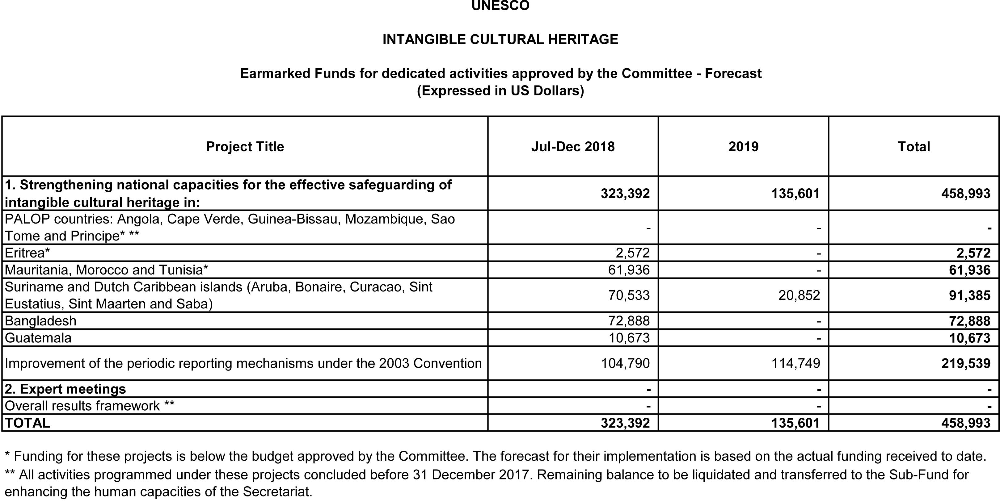 UNESCO
INTANGIBLE CULTURAL HERITAGE
Earmarked Funds for dedicated activities approved by the Committee - Forecast
(Expressed in US Dollars)
Project Title Jul-Dec 2018 2019 Total
1. Strengthening national capacities for the effective safeguarding of
intangible cultural heritage in: 323,392 135,601 458,993
PALOP countries: Angola, Cape Verde, Guinea-Bissau, Mozambique, Sao
Tome and Principe* ** - - -
Eritrea* 2,572 - 2,572
Mauritania, Morocco and Tunisia* 61,936 - 61,936
Suriname and Dutch Caribbean islands (Aruba, Bonaire, Curacao, Sint
Eustatius, Sint Maarten and Saba) 70,533 20,852 91,385
Bangladesh 72,888 - 72,888
Guatemala 10,673 - 10,673
Improvement of the periodic reporting mechanisms under the 2003 Convention 104,790 114,749 219,539
2. Expert meetings - - -
Overall results framework ** - - -
TOTAL 323,392 135,601 458,993
* Funding for these projects is below the budget approved by the Committee. The forecast for their implementation is based on the actual funding received to date.
** All activities programmed under these projects concluded before 31 December 2017. Remaining balance to be liquidated and transferred to the Sub-Fund for
enhancing the human capacities of the Secretariat.